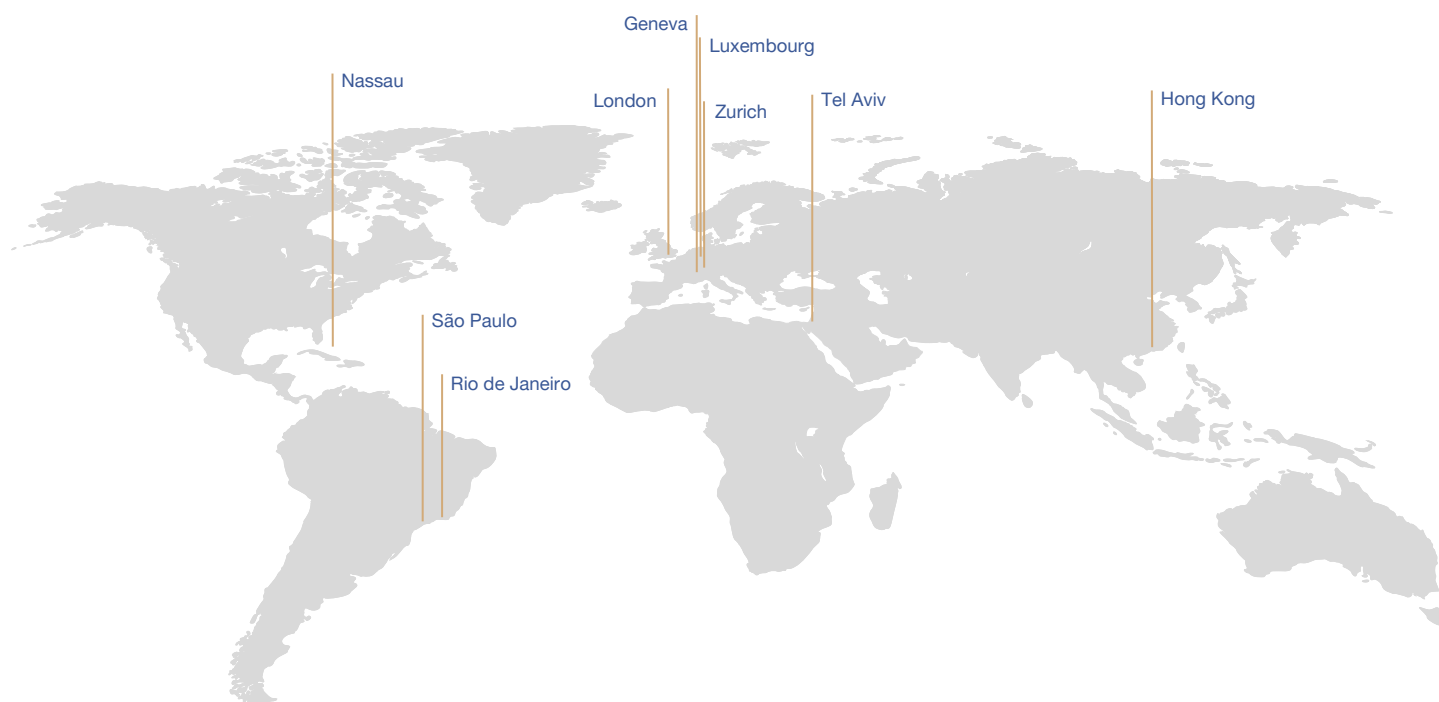 Geneva
Luxembourg
Nassau
London
Zurich
Tel Aviv
Hong Kong
São Paulo
Rio de Janeiro